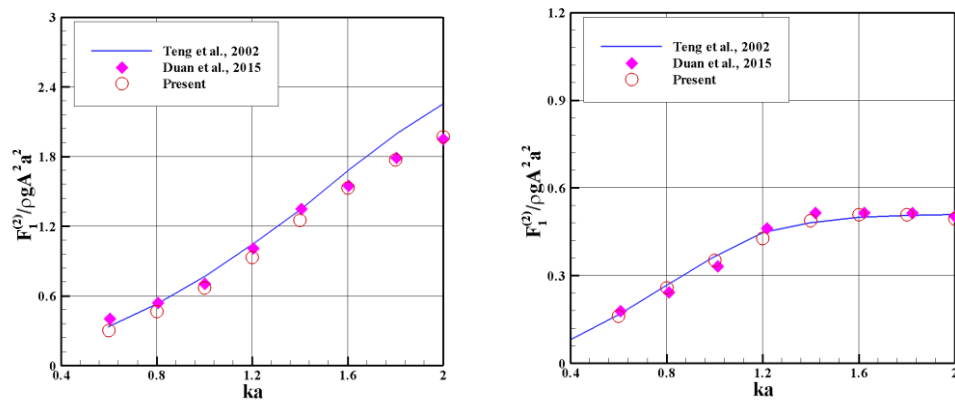 3
2.4
1.8
1.2
0.6
0
F⁽²⁾/ρgA²a²
Teng et al., 2002
Duan et al., 2015
Present
0.4 0.8 1.2 1.6 2
ka
1.2
0.9
0.6
0.3
0
F₁⁽²⁾/ρgA²a²
Teng et al., 2002
Duan et al., 2015
Present
0.4 0.8 1.2 1.6 2
ka